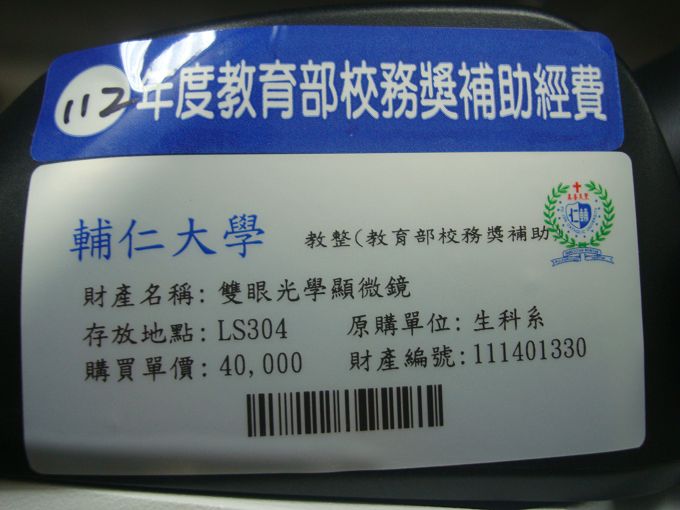 112年度教育部校務獎補助經費
輔仁大學 教整(教育部校務獎補助
財產名稱: 雙眼光學顯微鏡
存放地點: LS304 原購單位: 生科系
購買單價: 40,000 財產編號: 111401330